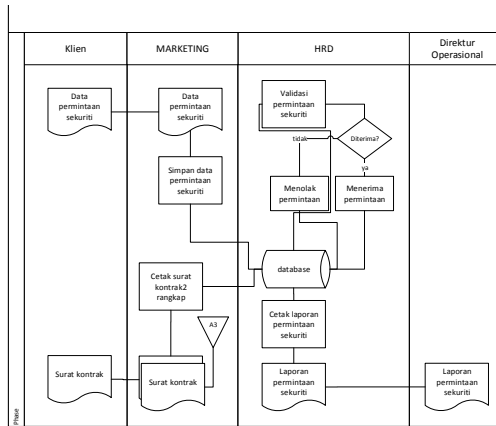 Klien
MARKETING
HRD
Direktur
Operasional
Data
permintaan
sekuriti
Data
permintaan
sekuriti
Validasi
permintaan
sekuriti
Diterima?
tidak
ya
Simpan data
permintaan
sekuriti
Menolak
permintaan
Menerima
permintaan
database
Cetak surat
kontrak2
rangkap
Cetak laporan
permintaan
sekuriti
A3
Surat kontrak
Surat kontrak
Laporan
permintaan
sekuriti
Laporan
permintaan
sekuriti
Phase